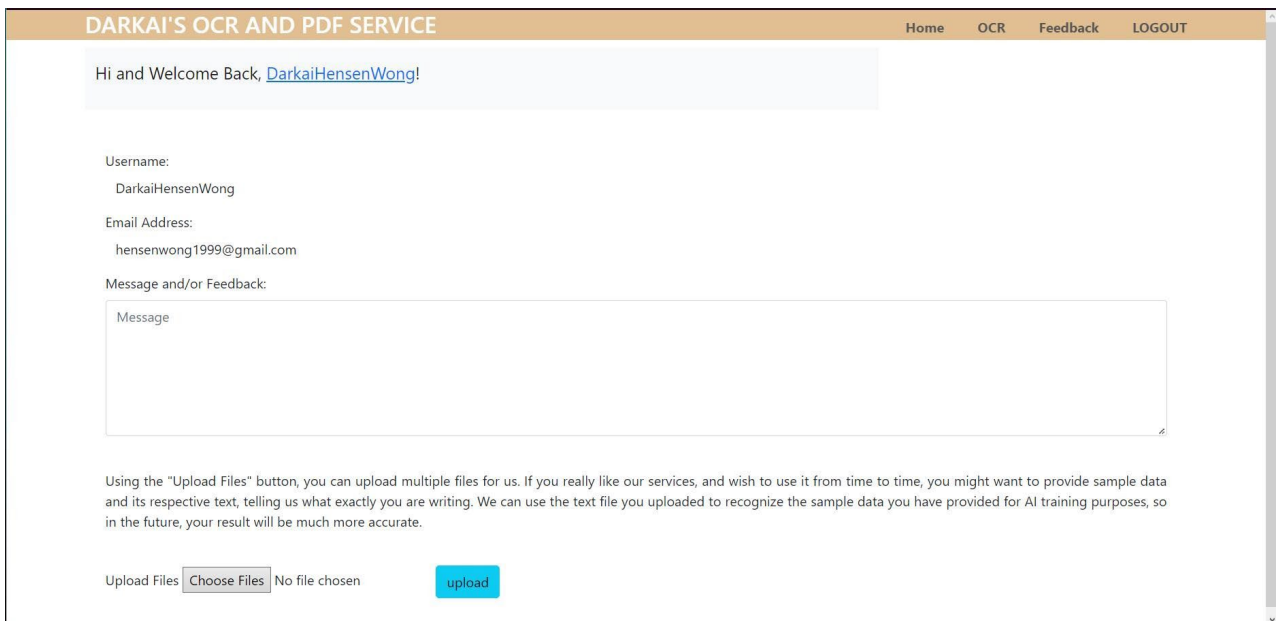 DARKAI'S OCR AND PDF SERVICE
Home OCR Feedback LOGOUT
Hi and Welcome Back, DarkaiHensenWong!
Username:
DarkaiHensenWong
Email Address:
hensenwong1999@gmail.com
Message and/or Feedback:
Message
Using the "Upload Files" button, you can upload multiple files for us. If you really like our services, and wish to use it from time to time, you might want to provide sample data
and its respective text, telling us what exactly you are writing. We can use the text file you uploaded to recognize the sample data you have provided for AI training purposes, so
in the future, your result will be much more accurate.
Upload Files Choose Files No file chosen upload